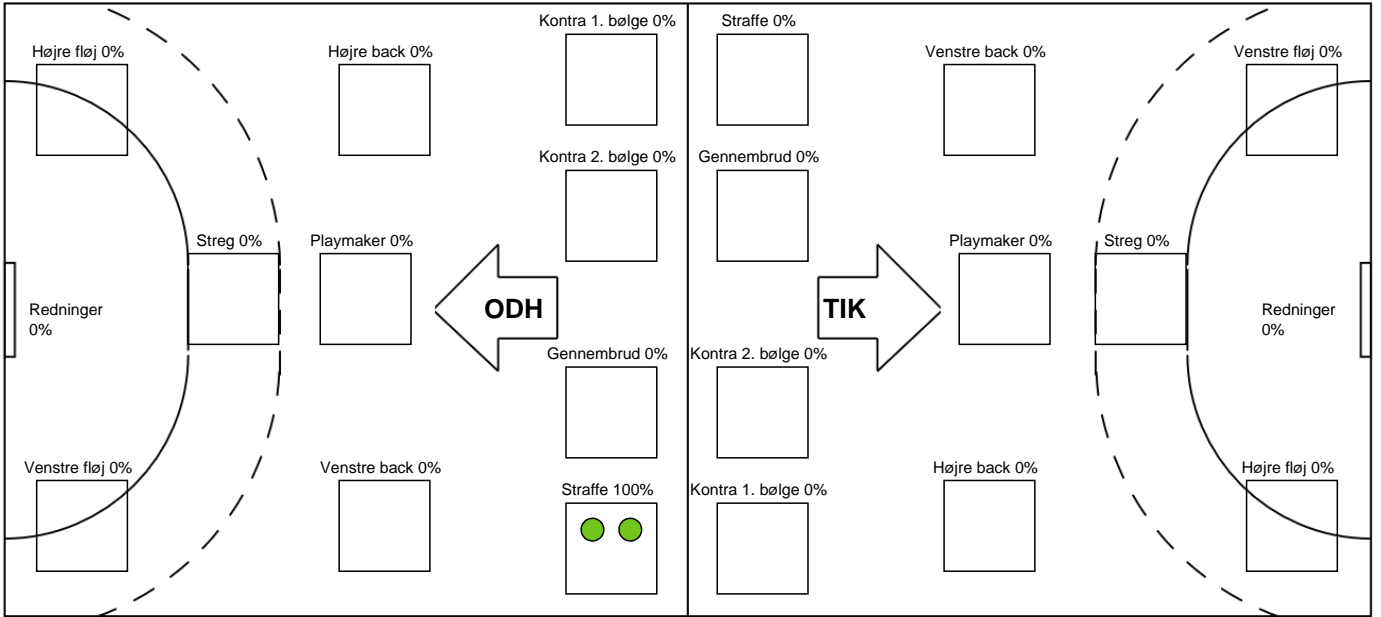 Kontra 1. bølge 0%
Straffe 0%
Højre fløj 0%
Højre back 0%
Venstre back 0%
Venstre fløj 0%
Kontra 2. bølge 0%
Gennembrud 0%
Streg 0%
Playmaker 0%
Playmaker 0%
Streg 0%
Redninger
0%
ODH
TIK
Redninger
0%
Gennembrud 0%
Kontra 2. bølge 0%
Venstre fløj 0%
Venstre back 0%
Højre back 0%
Højre fløj 0%
Straffe 100%
Kontra 1. bølge 0%